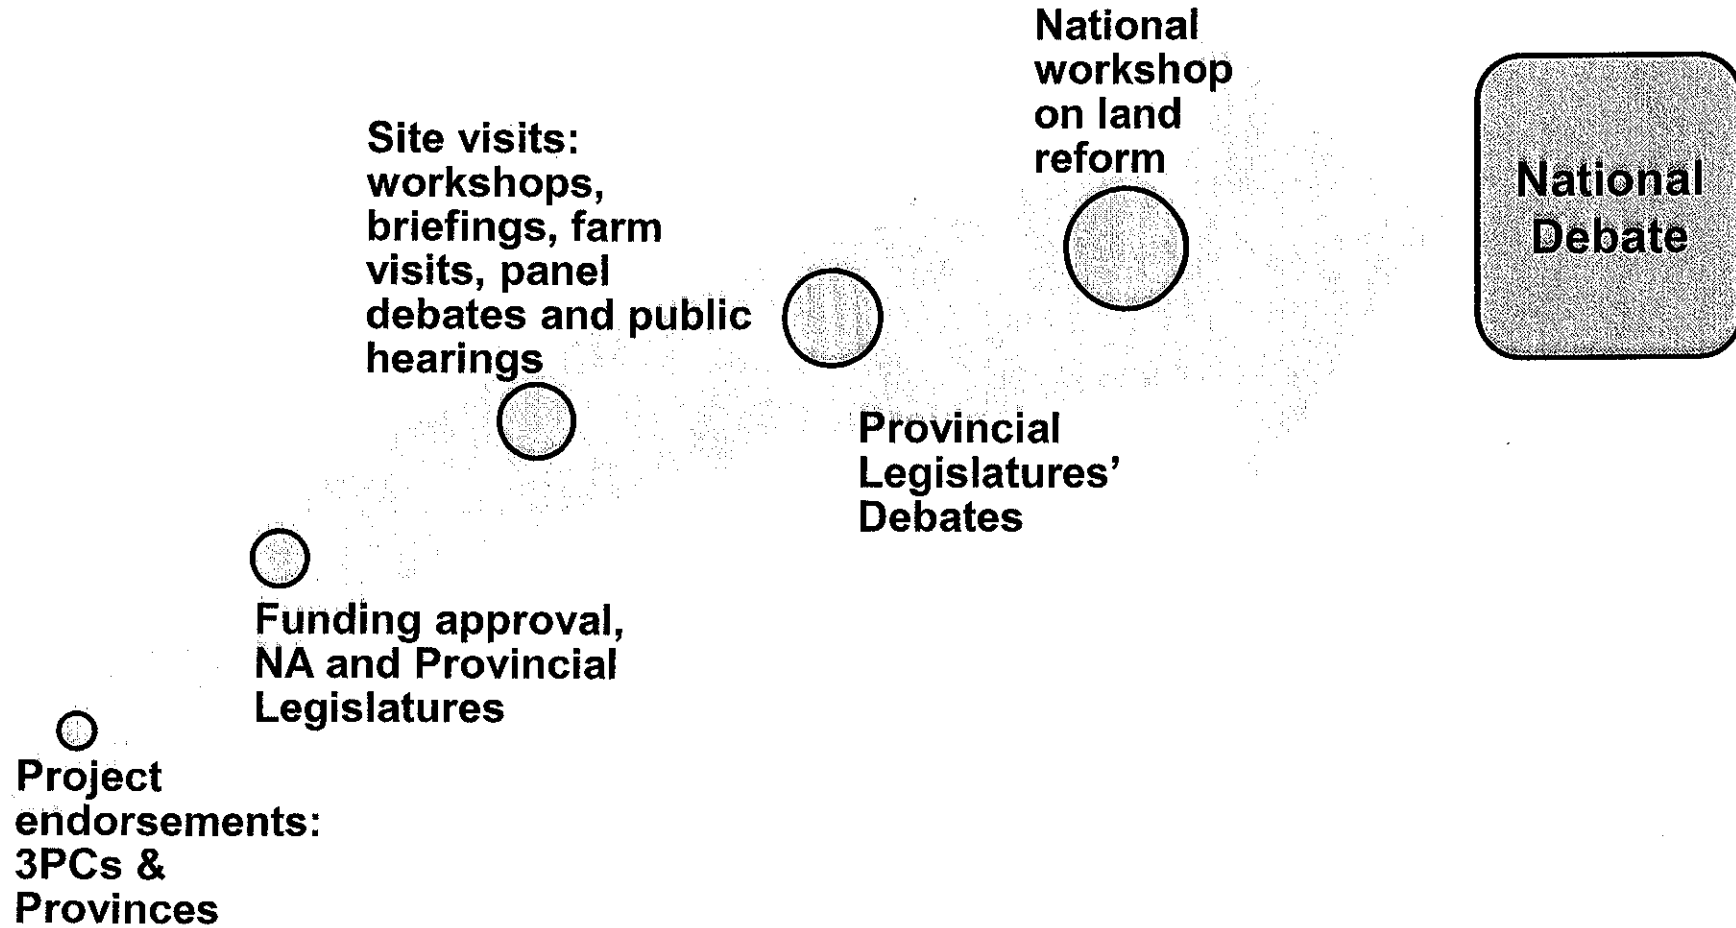 National
workshop
on land
reform
National
Debate
Site visits:
workshops,
briefings, farm
visits, panel
debates and public
hearings
Provincial
Legislatures’
Debates
Funding approval,
NA and Provincial
Legislatures
Project
endorsements:
3PCs &
Provinces